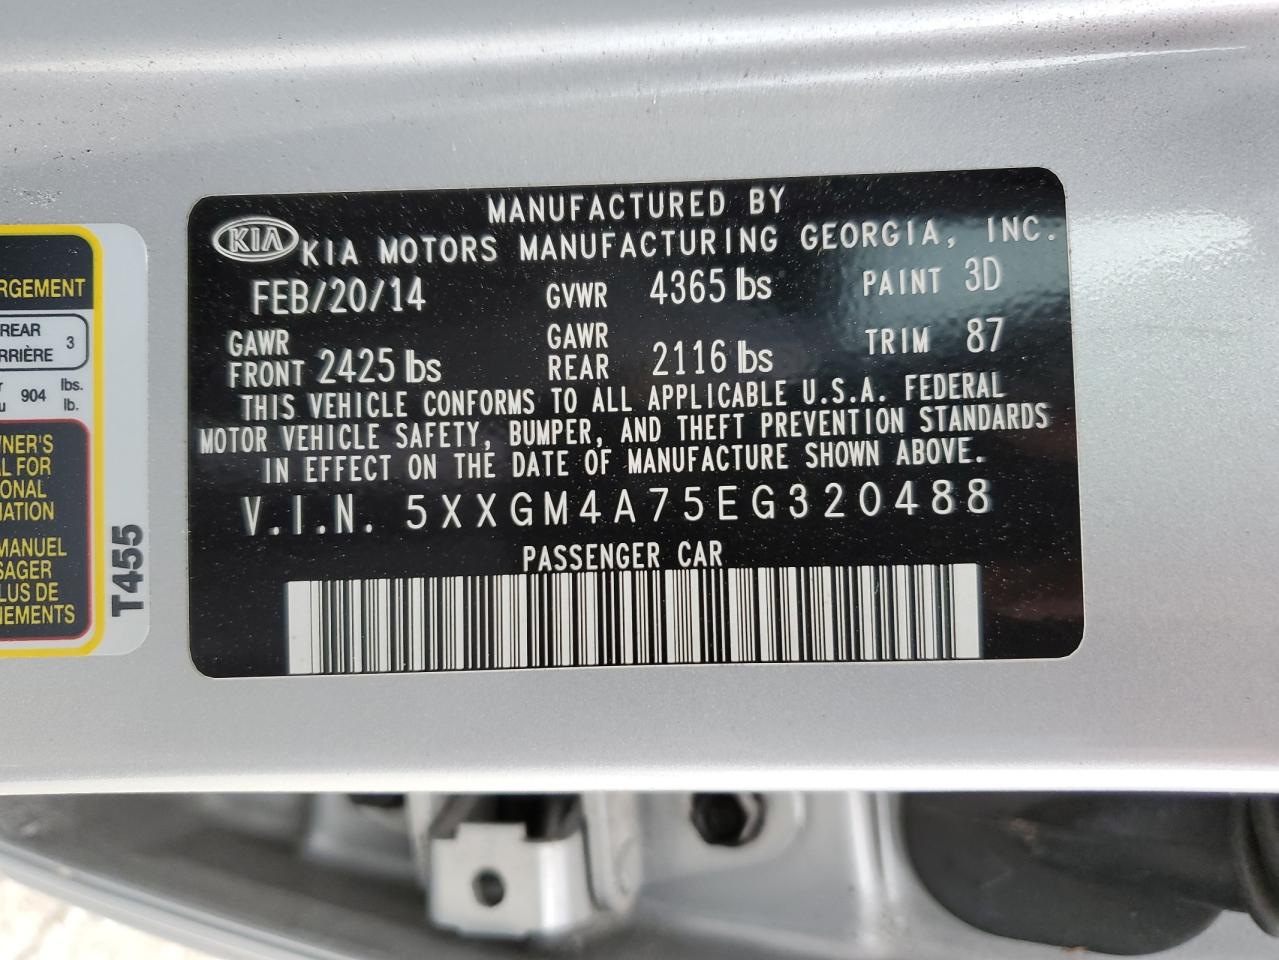 MANUFACTURED BY
KIA KIA MOTORS MANUFACTURING GEORGIA, INC.
FEB/20/14 GVWR 4365 lbs PAINT 3D
GAWR FRONT 2425 lbs GAWR REAR 2116 lbs TRIM 87
THIS VEHICLE CONFORMS TO ALL APPLICABLE U.S.A. FEDERAL
MOTOR VEHICLE SAFETY, BUMPER, AND THEFT PREVENTION STANDARDS
IN EFFECT ON THE DATE OF MANUFACTURE SHOWN ABOVE.
V.I.N. 5XXGM4A75EG320488
PASSENGER CAR
REAR 3
904 lbs.
lb.
MANUEL
LUS DE
T455